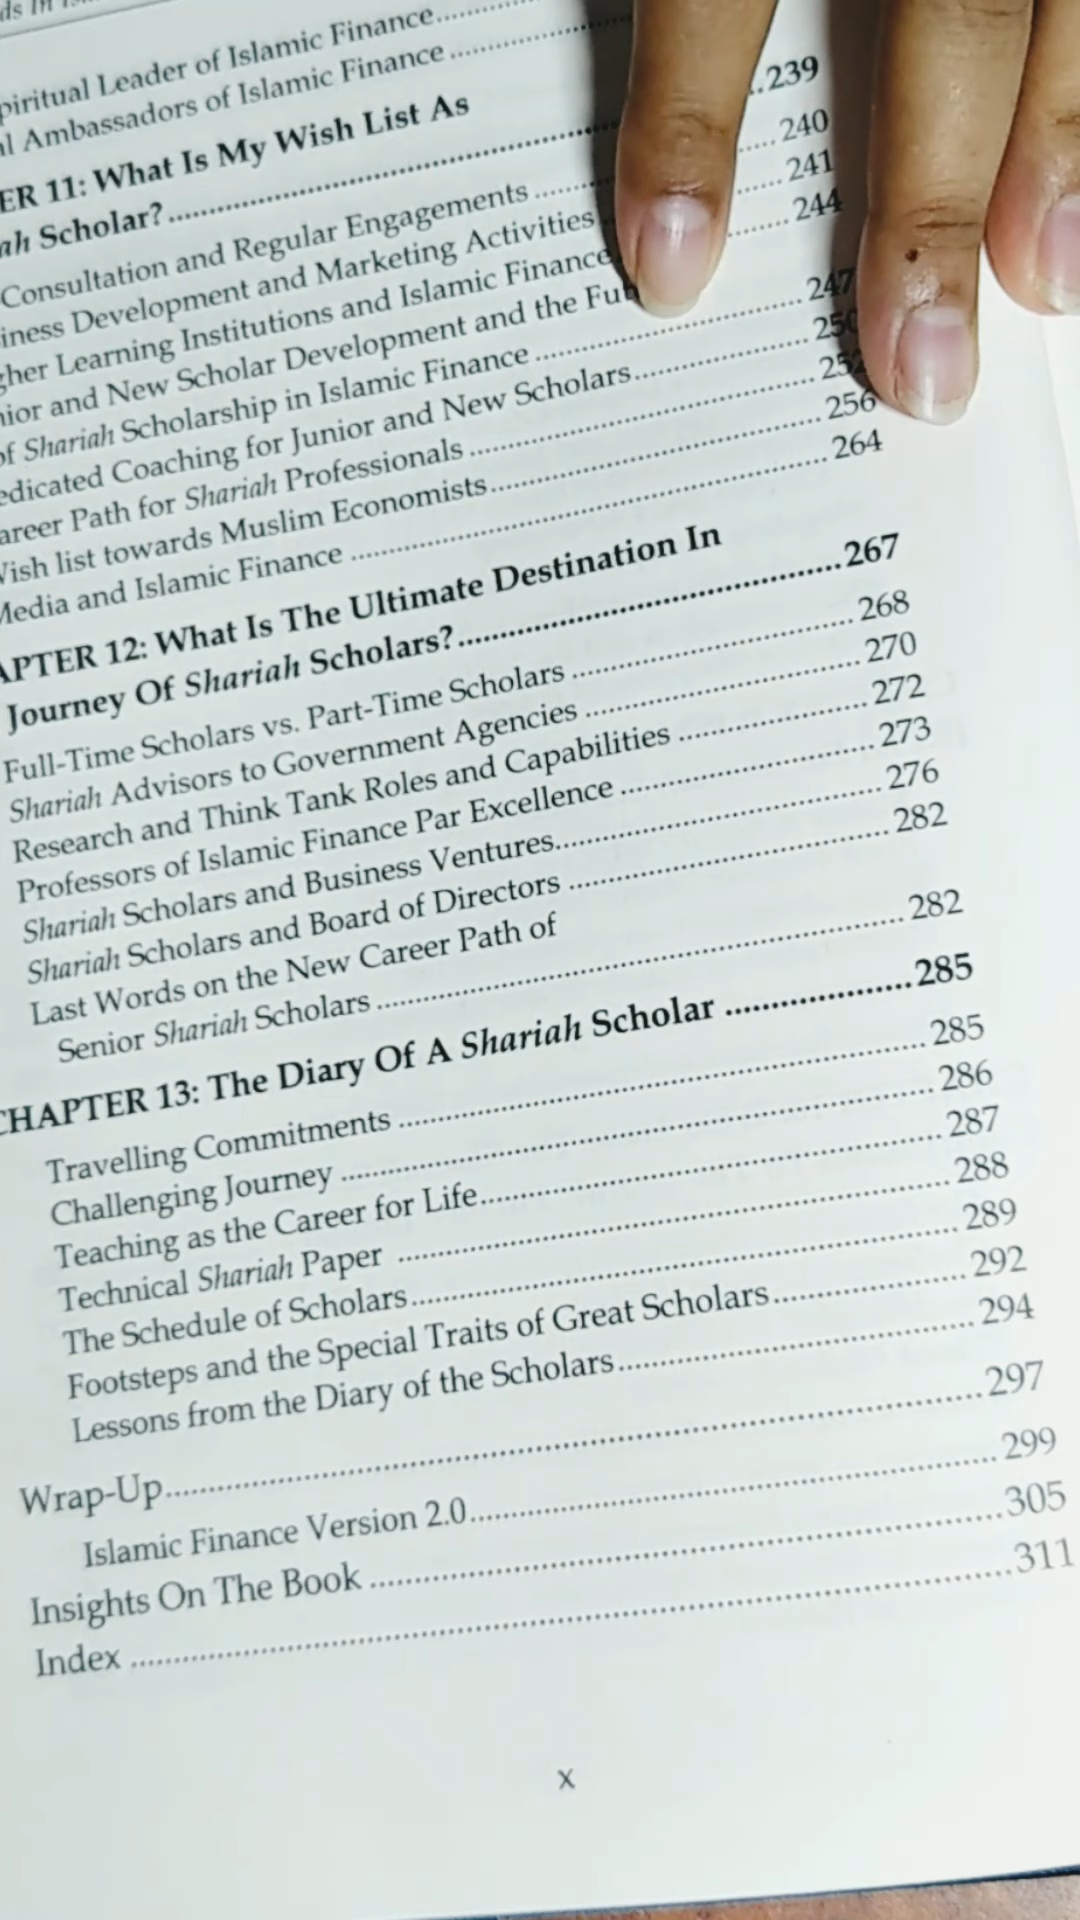 piritual Leader of Islamic Finance..........
l Ambassadors of Islamic Finance..........
ER 11: What Is My Wish List As
ah Scholar?..........239
Consultation and Regular Engagements..........240
iness Development and Marketing Activities..........241
gher Learning Institutions and Islamic Finance..........244
nior and New Scholar Development and the Fut
of Shariah Scholarship in Islamic Finance..........247
edicated Coaching for Junior and New Scholars..........250
areer Path for Shariah Professionals..........252
Wish list towards Muslim Economists..........256
Media and Islamic Finance..........264
APTER 12: What Is The Ultimate Destination In
Journey Of Shariah Scholars?..........267
Full-Time Scholars vs. Part-Time Scholars..........268
Shariah Advisors to Government Agencies..........270
Research and Think Tank Roles and Capabilities..........272
Professors of Islamic Finance Par Excellence..........273
Shariah Scholars and Business Ventures..........276
Shariah Scholars and Board of Directors..........282
Last Words on the New Career Path of
Senior Shariah Scholars..........282
CHAPTER 13: The Diary Of A Shariah Scholar..........285
Travelling Commitments..........285
Challenging Journey..........286
Teaching as the Career for Life..........287
Technical Shariah Paper..........288
The Schedule of Scholars..........289
Footsteps and the Special Traits of Great Scholars..........292
Lessons from the Diary of the Scholars..........294
Wrap-Up..........297
Islamic Finance Version 2.0..........299
Insights On The Book..........305
Index..........311
x